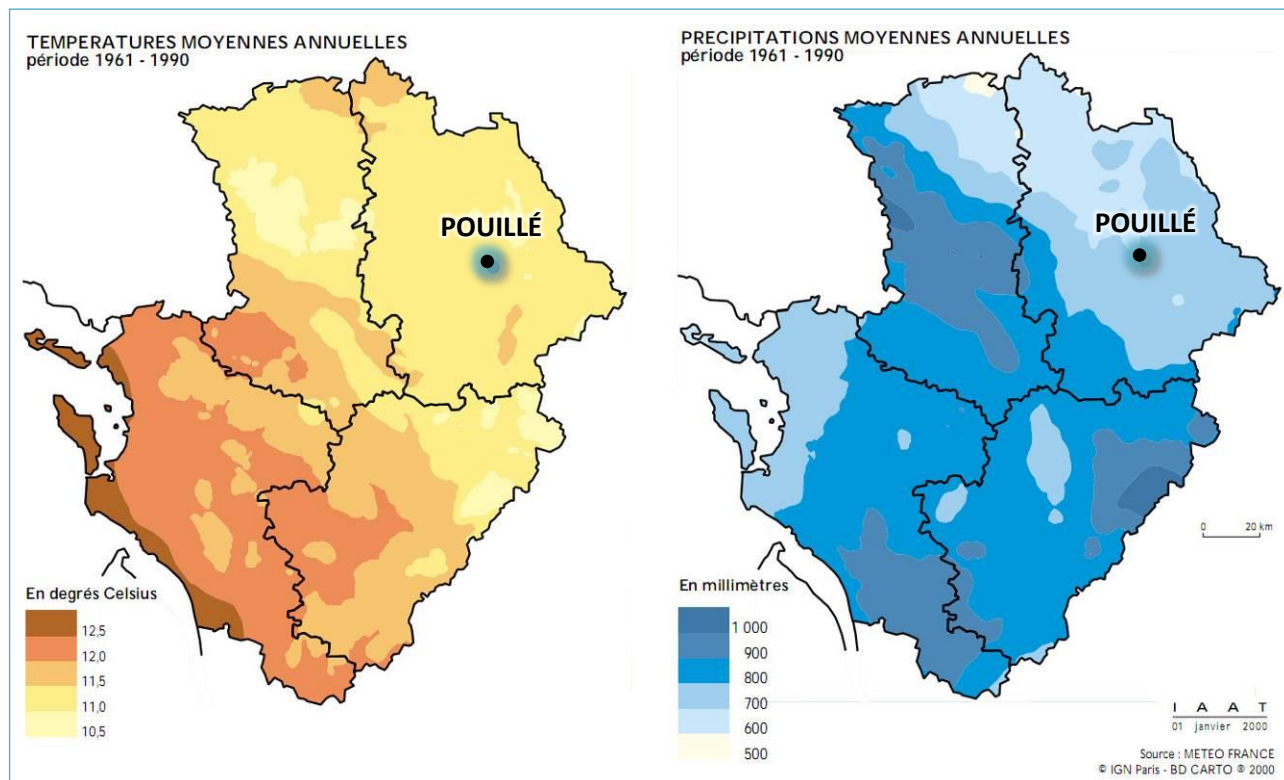 TEMPERATURES MOYENNES ANNUELLES
période 1961 - 1990
POUILLÉ
En degrés Celsius
12,5
12,0
11,5
11,0
10,5
PRECIPITATIONS MOYENNES ANNUELLES
période 1961 - 1990
POUILLÉ
0 20 km
En millimètres
1 000
900
800
700
600
500
I A A T
01 janvier 2000
Source : METEO FRANCE
© IGN Paris - BD CARTO ® 2000